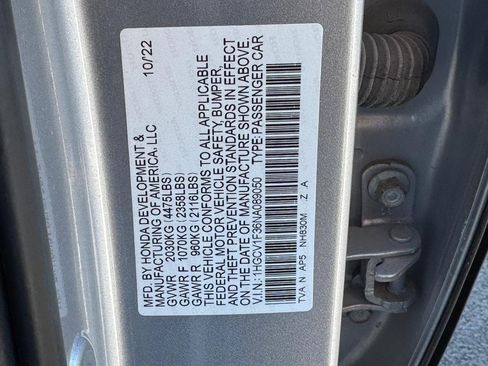 10/22
MFD. BY HONDA DEVELOPMENT &
MANUFACTURING OF AMERICA, LLC
GVWR 2030KG (4475LBS)
GAWR F 1070KG (2358LBS)
GAWR R 960KG (2116LBS)
THIS VEHICLE CONFORMS TO ALL APPLICABLE
FEDERAL MOTOR VEHICLE SAFETY, BUMPER,
AND THEFT PREVENTION STANDARDS IN EFFECT
ON THE DATE OF MANUFACTURE SHOWN ABOVE.
V.I.N.: 1HGCV1F36NA089050 TYPE: PASSENGER CAR
TVA N AP5 NH830M Z A